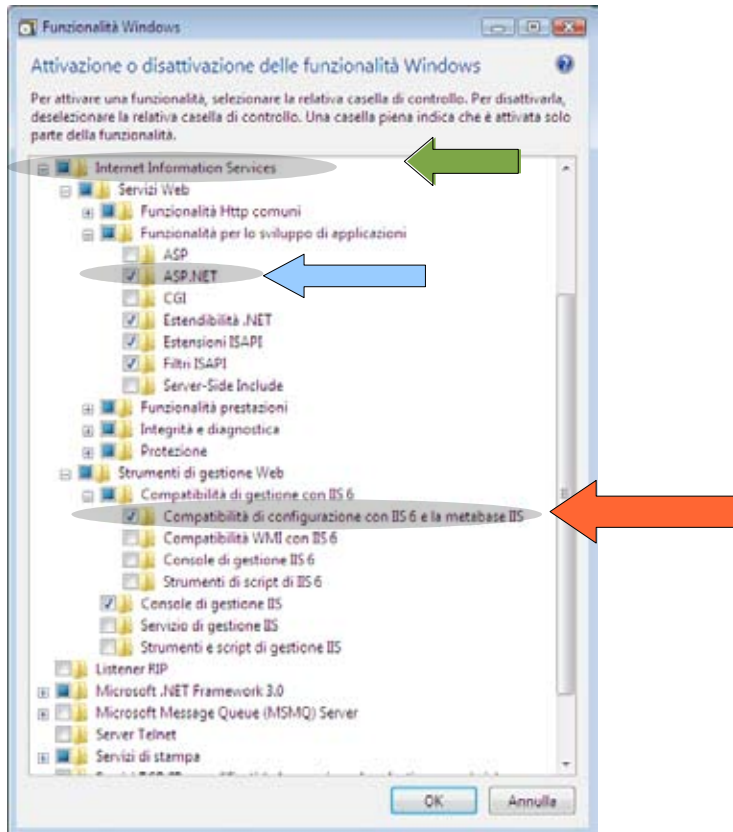 Funzionalità Windows
Attivazione o disattivazione delle funzionalità Windows
Per attivare una funzionalità, selezionare la relativa casella di controllo. Per disattivarla,
deselezionare la relativa casella di controllo. Una casella piena indica che è attivata solo
parte della funzionalità.
Internet Information Services
Servizi Web
Funzionalità Http comuni
Funzionalità per lo sviluppo di applicazioni
ASP
ASP.NET
CGI
Estendibilità .NET
Estensioni ISAPI
Filtri ISAPI
Server-Side Include
Funzionalità prestazioni
Integrità e diagnostica
Protezione
Strumenti di gestione Web
Compatibilità di gestione con IIS 6
Compatibilità di configurazione con IIS 6 e la metabase IIS
Compatibilità WMI con IIS 6
Console di gestione IIS 6
Strumenti di script di IIS 6
Console di gestione IIS
Servizio di gestione IIS
Strumenti e script di gestione IIS
Listener RIP
Microsoft .NET Framework 3.0
Microsoft Message Queue (MSMQ) Server
Server Telnet
Servizi di stampa
OK
Annulla